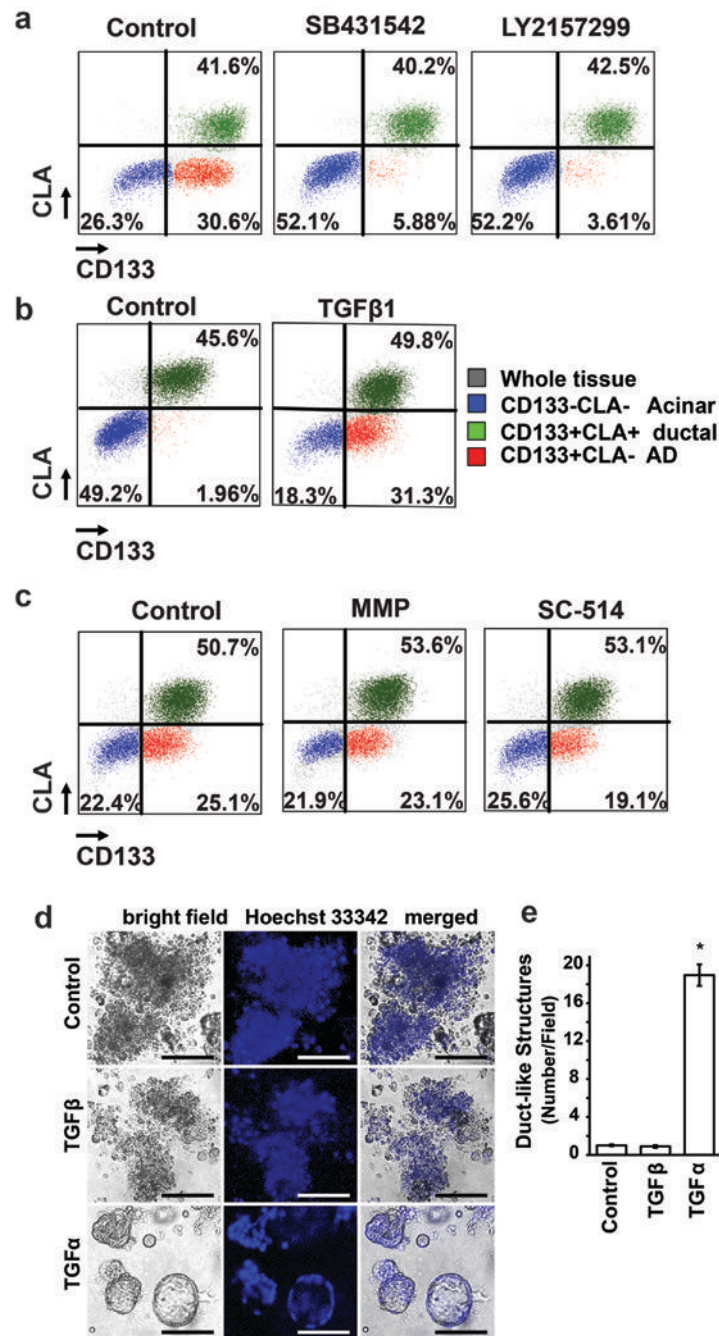 a
Control SB431542 LY2157299
41.6% 40.2% 42.5%
CLA
26.3% 30.6% 52.1% 5.88% 52.2% 3.61%
CD133
b
Control TGFβ1
45.6% 49.8%
Whole tissue
CD133-CLA- Acinar
CD133+CLA+ ductal
CD133+CLA- AD
CLA
49.2% 1.96% 18.3% 31.3%
CD133
c
Control MMP SC-514
50.7% 53.6% 53.1%
CLA
22.4% 25.1% 21.9% 23.1% 25.6% 19.1%
CD133
d
bright field Hoechst 33342 merged
Control
TGFβ
TGFα
e
Duct-like Structures
(Number/Field)
20
16
12
8
4
0
*
Control TGFβ TGFα